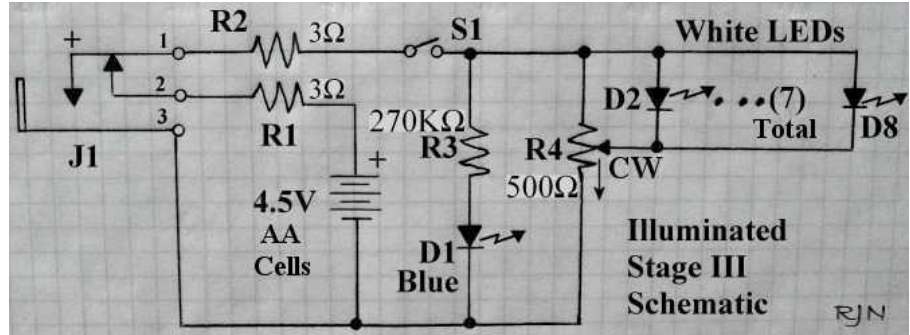 R2
3Ω
S1
White LEDs
+
1
2
3Ω
D2
(7)
Total
D8
3
R1
270KΩ
R3
R4
CW
J1
+
500Ω
4.5V
AA
Cells
D1
Blue
Illuminated
Stage III
Schematic
RJN